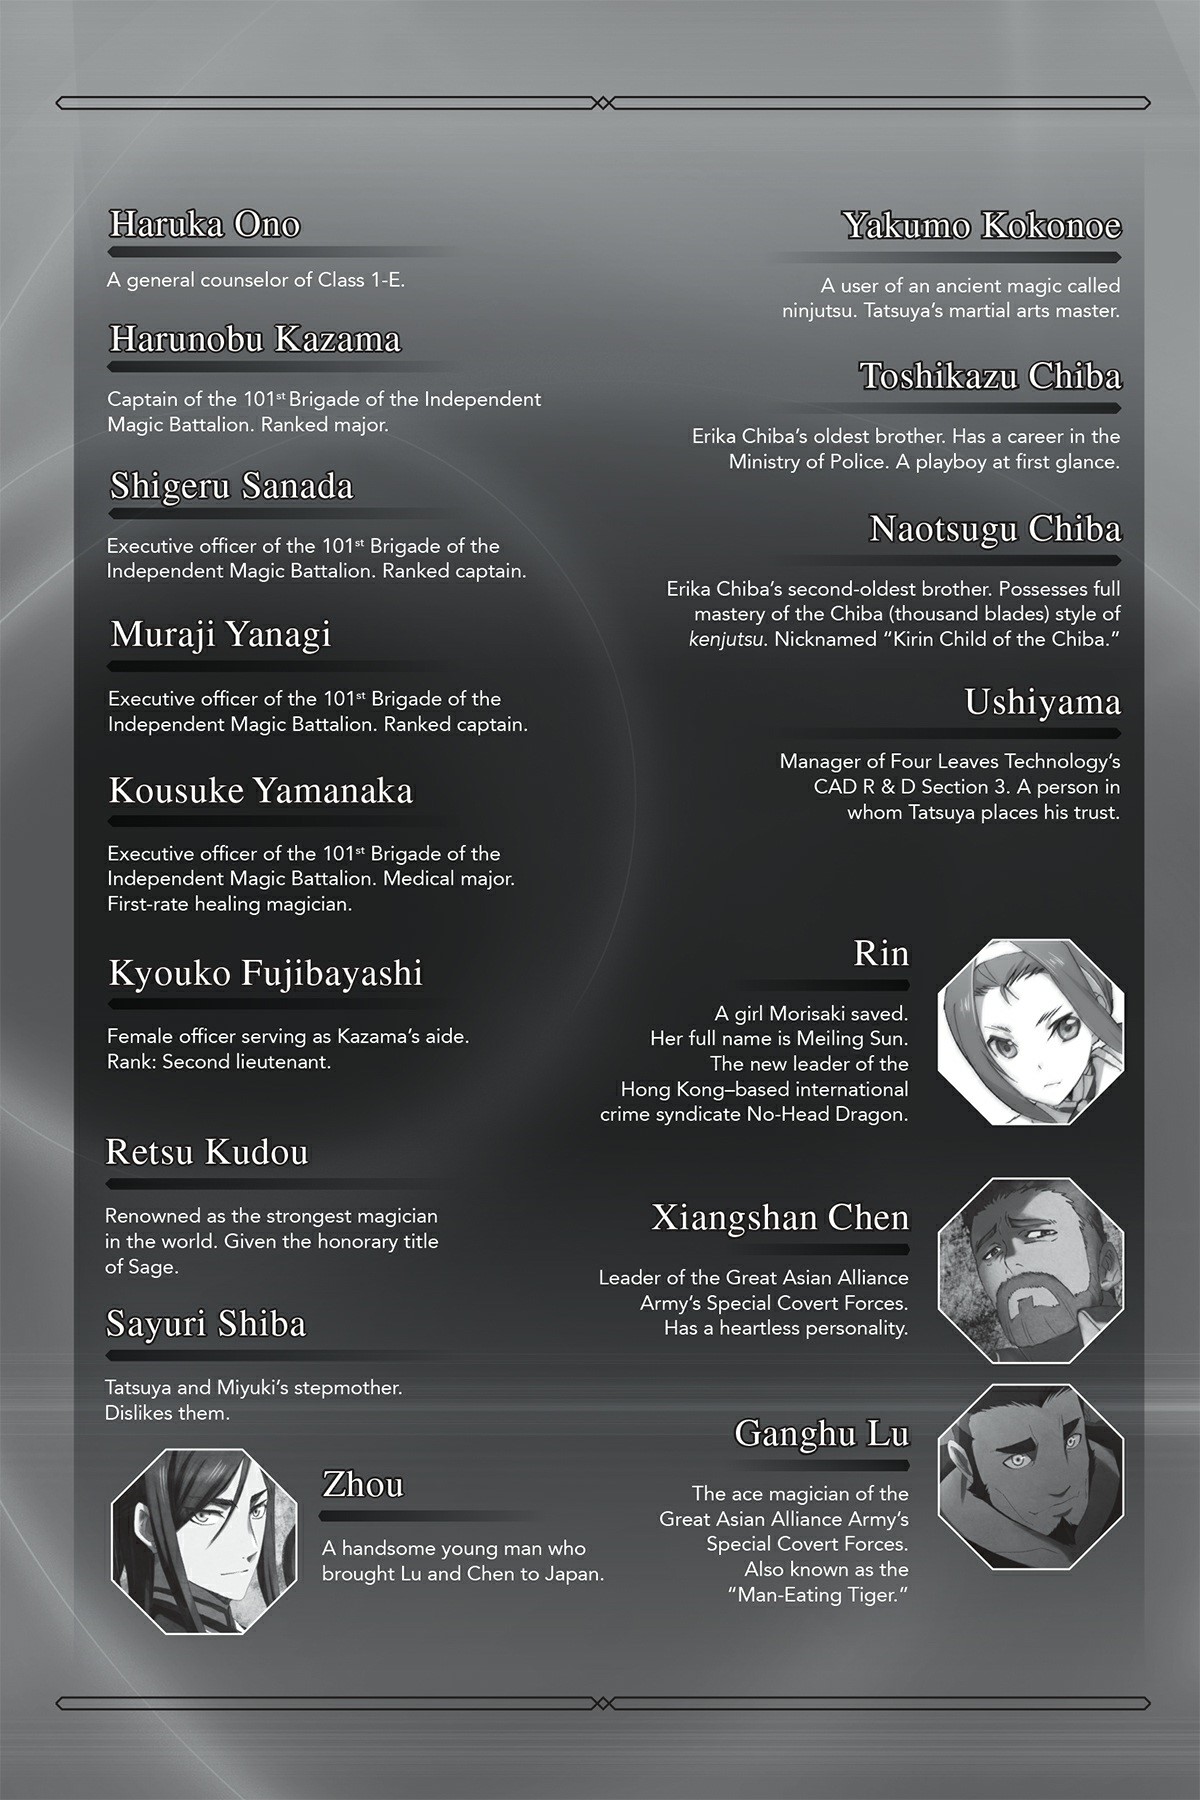 Haruka Ono
A general counselor of Class 1-E.
Harunobu Kazama
Captain of the 101st Brigade of the Independent
Magic Battalion. Ranked major.
Shigeru Sanada
Executive officer of the 101st Brigade of the
Independent Magic Battalion. Ranked captain.
Muraji Yanagi
Executive officer of the 101st Brigade of the
Independent Magic Battalion. Ranked captain.
Kousuke Yamanaka
Executive officer of the 101st Brigade of the
Independent Magic Battalion. Medical major.
First-rate healing magician.
Kyouko Fujibayashi
Female officer serving as Kazama’s aide.
Rank: Second lieutenant.
Retsu Kudou
Renowned as the strongest magician
in the world. Given the honorary title
of Sage.
Sayuri Shiba
Tatsuya and Miyuki’s stepmother.
Dislikes them.
Zhou
A handsome young man who
brought Lu and Chen to Japan.
Yakumo Kokonoe
A user of an ancient magic called
ninjutsu. Tatsuya’s martial arts master.
Toshikazu Chiba
Erika Chiba’s oldest brother. Has a career in the
Ministry of Police. A playboy at first glance.
Naotsugu Chiba
Erika Chiba’s second-oldest brother. Possesses full
mastery of the Chiba (thousand blades) style of
kenjutsu. Nicknamed “Kirin Child of the Chiba.”
Ushiyama
Manager of Four Leaves Technology’s
CAD R & D Section 3. A person in
whom Tatsuya places his trust.
Rin
A girl Morisaki saved.
Her full name is Meiling Sun.
The new leader of the
Hong Kong–based international
crime syndicate No-Head Dragon.
Xiangshan Chen
Leader of the Great Asian Alliance
Army’s Special Covert Forces.
Has a heartless personality.
Ganghu Lu
The ace magician of the
Great Asian Alliance Army’s
Special Covert Forces.
Also known as the
“Man-Eating Tiger.”